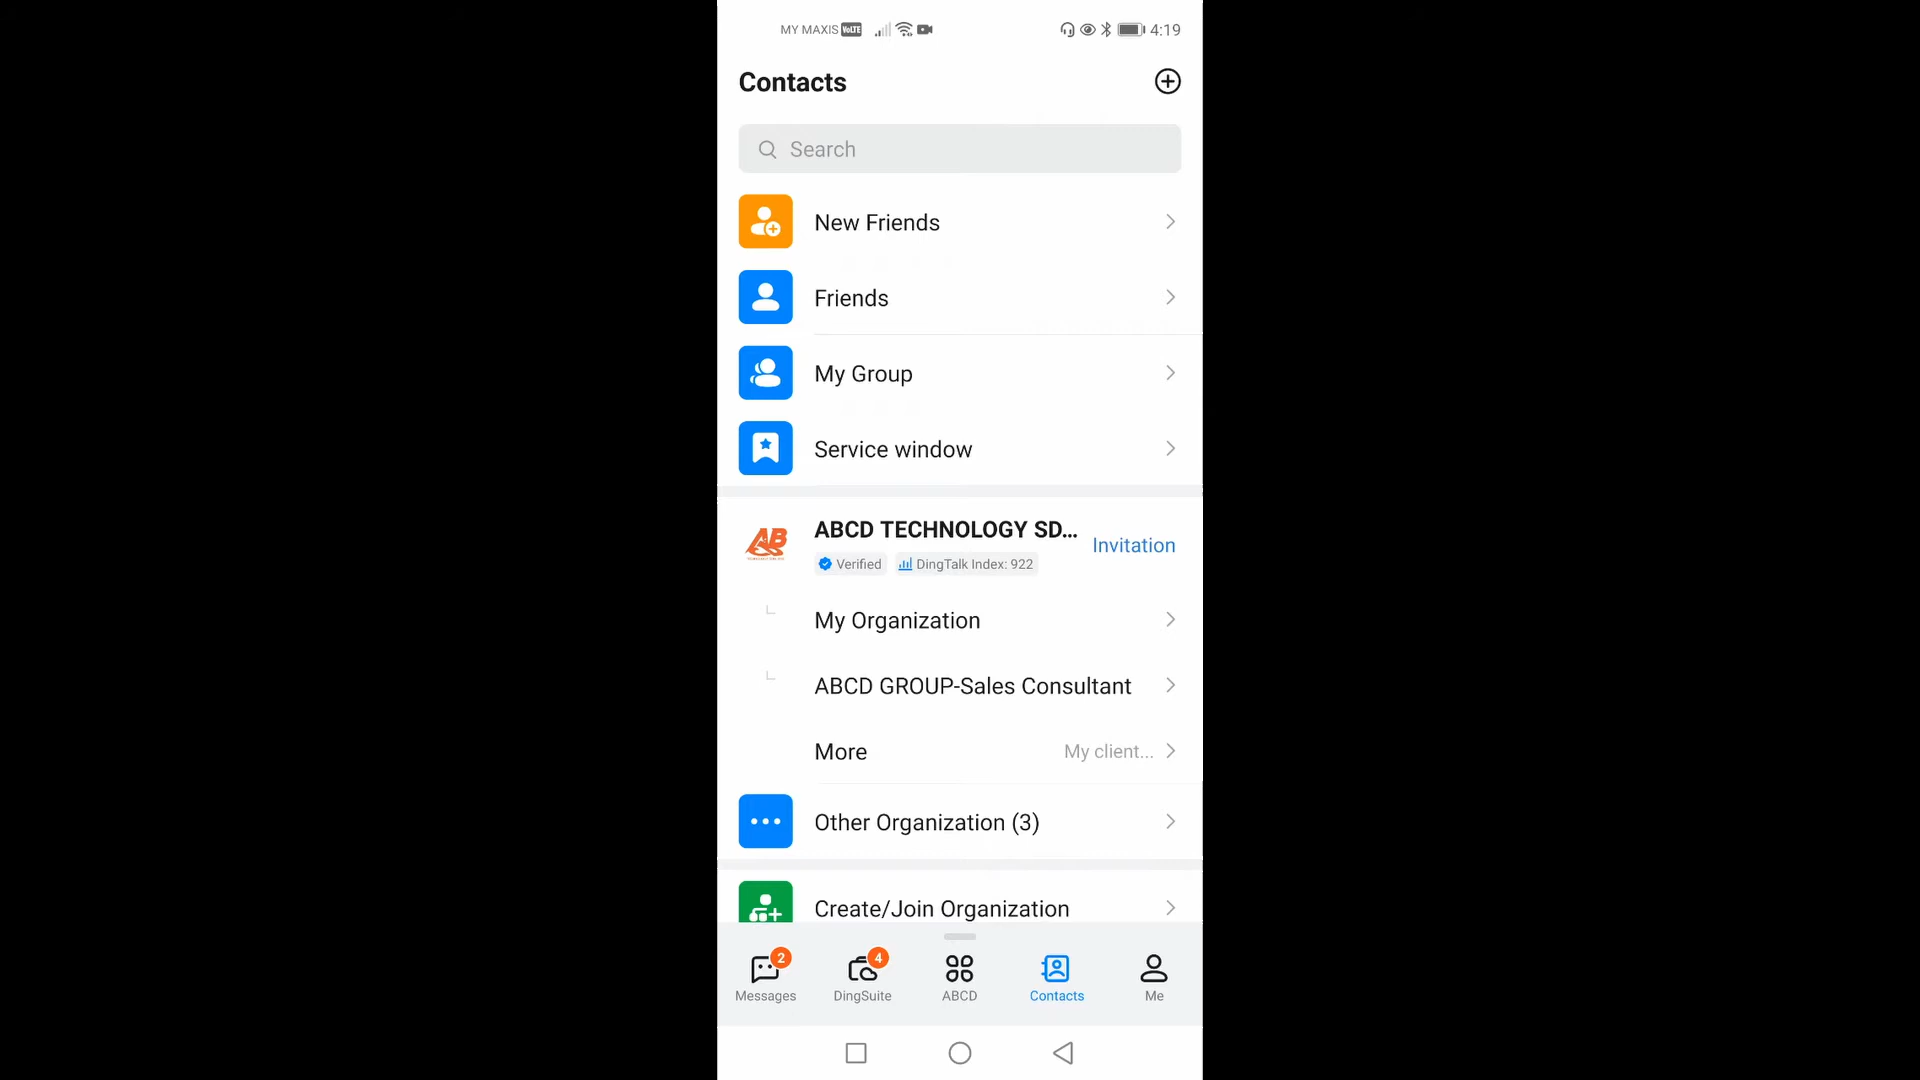 MY MAXIS VoLTE 4:19
Contacts
Search
New Friends
Friends
My Group
Service window
AB
ABCD TECHNOLOGY SD...
Invitation
Verified DingTalk Index: 922
My Organization
ABCD GROUP-Sales Consultant
More My client...
Other Organization (3)
Create/Join Organization
2 4
Messages DingSuite ABCD Contacts Me